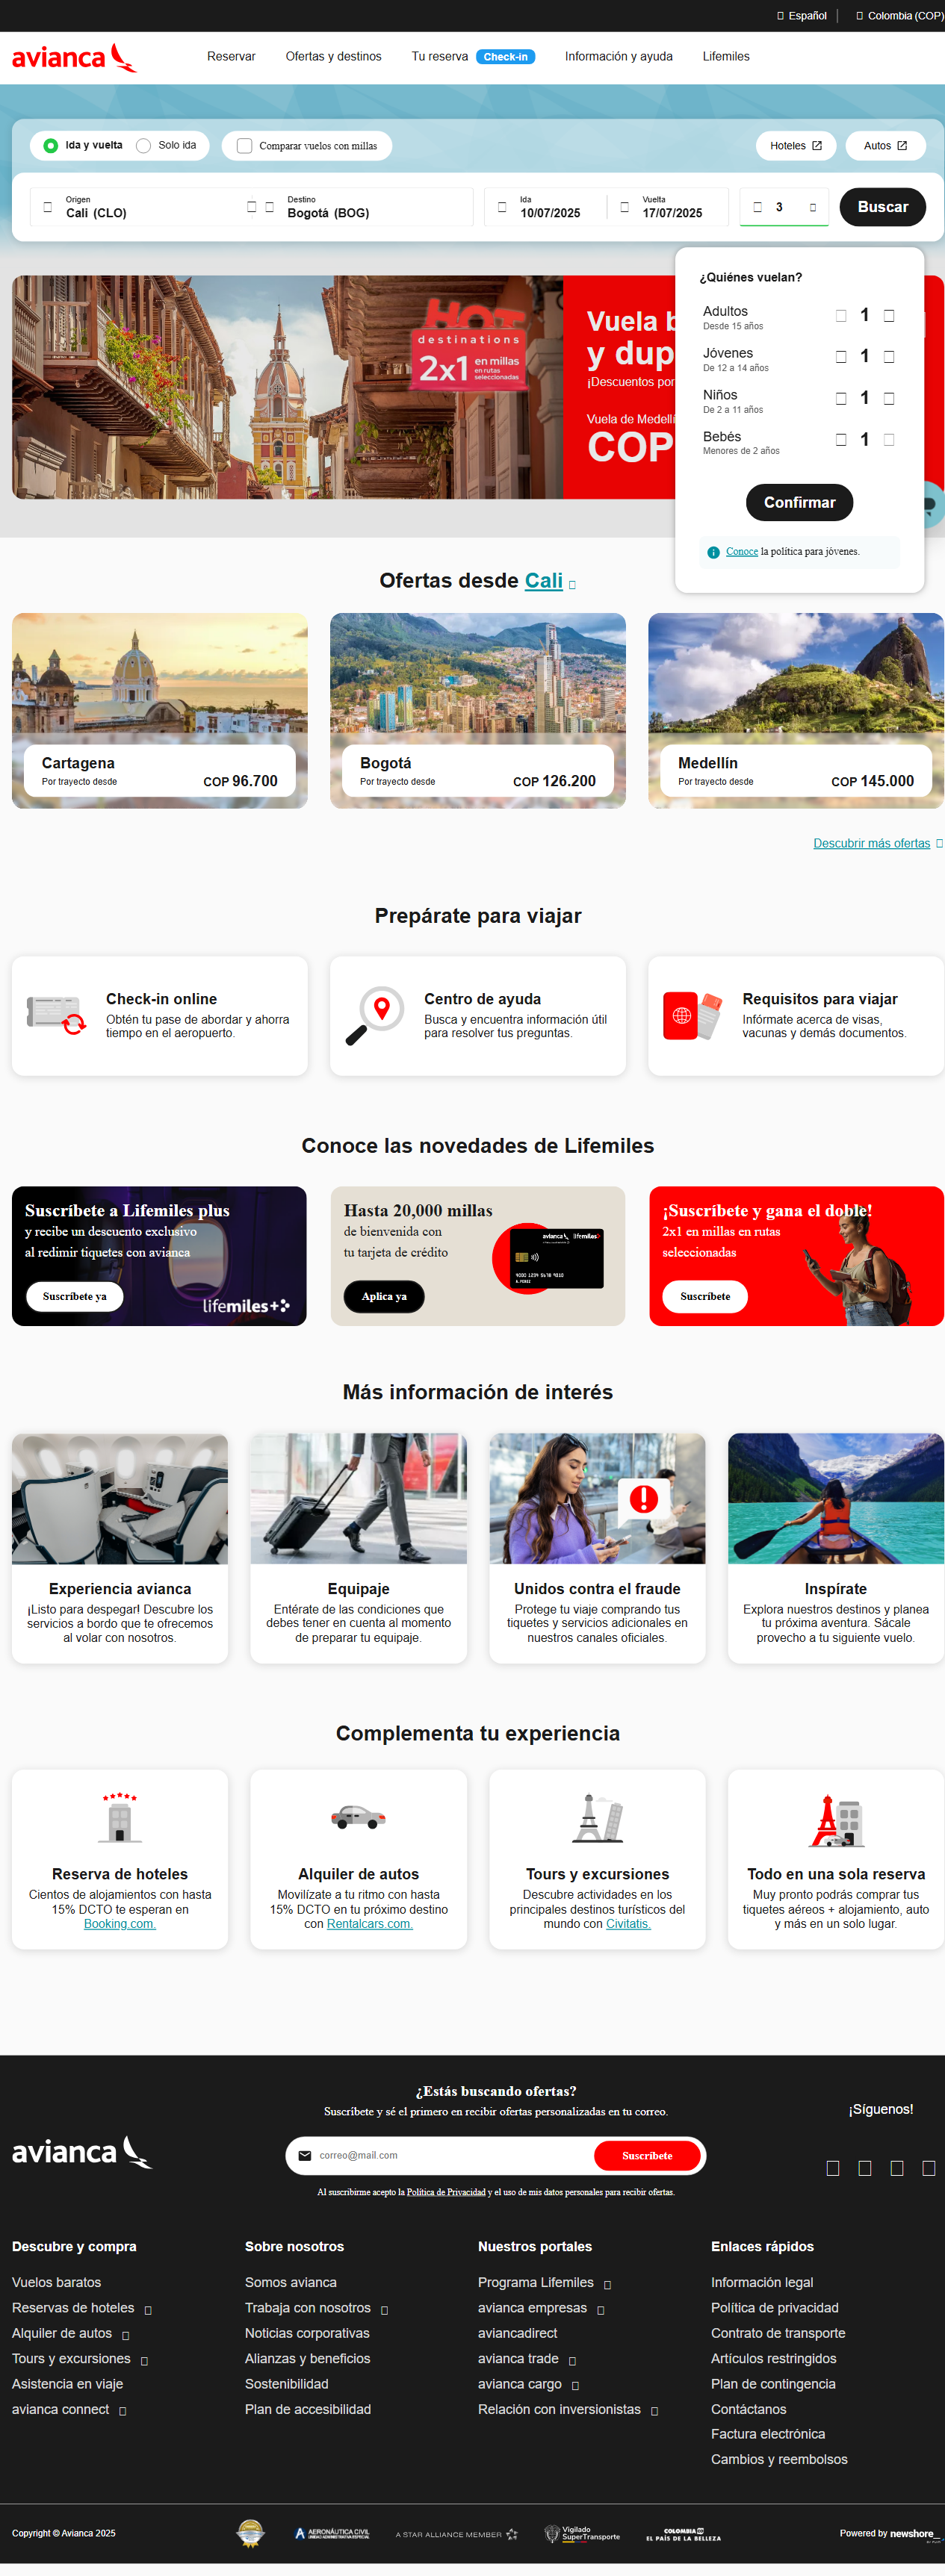 Español
Colombia (COP)
avianca
Reservar
Ofertas y destinos
Tu reserva
Check-in
Información y ayuda
Lifemiles
Ida y vuelta
Solo ida
Comparar vuelos con millas
Hoteles
Autos
Origen
Cali (CLO)
Destino
Bogotá (BOG)
Ida
10/07/2025
Vuelta
17/07/2025
3
Buscar
HOT
destinations
2x1 en millas
en rutas
seleccionadas
Vuela
y dup
¡Descuentos por
Vuela de Medell
COP
¿Quiénes vuelan?
Adultos
Desde 15 años
1
Jóvenes
De 12 a 14 años
1
Niños
De 2 a 11 años
1
Bebés
Menores de 2 años
1
Confirmar
Conoce la política para jóvenes.
Ofertas desde Cali
Cartagena
Por trayecto desde
COP 96.700
Bogotá
Por trayecto desde
COP 126.200
Medellín
Por trayecto desde
COP 145.000
Descubrir más ofertas
Prepárate para viajar
Check-in online
Obtén tu pase de abordar y ahorra
tiempo en el aeropuerto.
Centro de ayuda
Busca y encuentra información útil
para resolver tus preguntas.
Requisitos para viajar
Infórmate acerca de visas,
vacunas y demás documentos.
Conoce las novedades de Lifemiles
Suscríbete a Lifemiles plus
y recibe un descuento exclusivo
al redimir tiquetes con avianca
Suscríbete ya
lifemiles+
Hasta 20,000 millas
de bienvenida con
tu tarjeta de crédito
Aplica ya
avianca lifemiles
¡Suscríbete y gana el doble!
2x1 en millas en rutas
seleccionadas
Suscríbete
Más información de interés
Experiencia avianca
¡Listo para despegar! Descubre los
servicios a bordo que te ofrecemos
al volar con nosotros.
Equipaje
Entérate de las condiciones que
debes tener en cuenta al momento
de preparar tu equipaje.
Unidos contra el fraude
Protege tu viaje comprando tus
tiquetes y servicios adicionales en
nuestros canales oficiales.
Inspírate
Explora nuestros destinos y planea
tu próxima aventura. Sácale
provecho a tu siguiente vuelo.
Complementa tu experiencia
Reserva de hoteles
Cientos de alojamientos con hasta
15% DCTO te esperan en
Booking.com.
Alquiler de autos
Movilízate a tu ritmo con hasta
15% DCTO en tu próximo destino
con Rentalcars.com.
Tours y excursiones
Descubre actividades en los
principales destinos turísticos del
mundo con Civitatis.
Todo en una sola reserva
Muy pronto podrás comprar tus
tiquetes aéreos + alojamiento, auto
y más en un solo lugar.
avianca
¿Estás buscando ofertas?
Suscríbete y sé el primero en recibir ofertas personalizadas en tu correo.
correo@mail.com
Suscríbete
Al suscribirme acepto la Política de Privacidad y el uso de mis datos personales para recibir ofertas.
¡Síguenos!
Descubre y compra
Vuelos baratos
Reservas de hoteles
Alquiler de autos
Tours y excursiones
Asistencia en viaje
avianca connect
Sobre nosotros
Somos avianca
Trabaja con nosotros
Noticias corporativas
Alianzas y beneficios
Sostenibilidad
Plan de accesibilidad
Nuestros portales
Programa Lifemiles
avianca empresas
aviancadirect
avianca trade
avianca cargo
Relación con inversionistas
Enlaces rápidos
Información legal
Política de privacidad
Contrato de transporte
Artículos restringidos
Plan de contingencia
Contáctanos
Factura electrónica
Cambios y reembolsos
Copyright © Avianca 2025
AERONÁUTICA CIVIL
UNIDAD ADMINISTRATIVA ESPECIAL
A STAR ALLIANCE MEMBER
Vigilado
SuperTransporte
COLOMBIA
EL PAÍS DE LA BELLEZA
Powered by newshore_